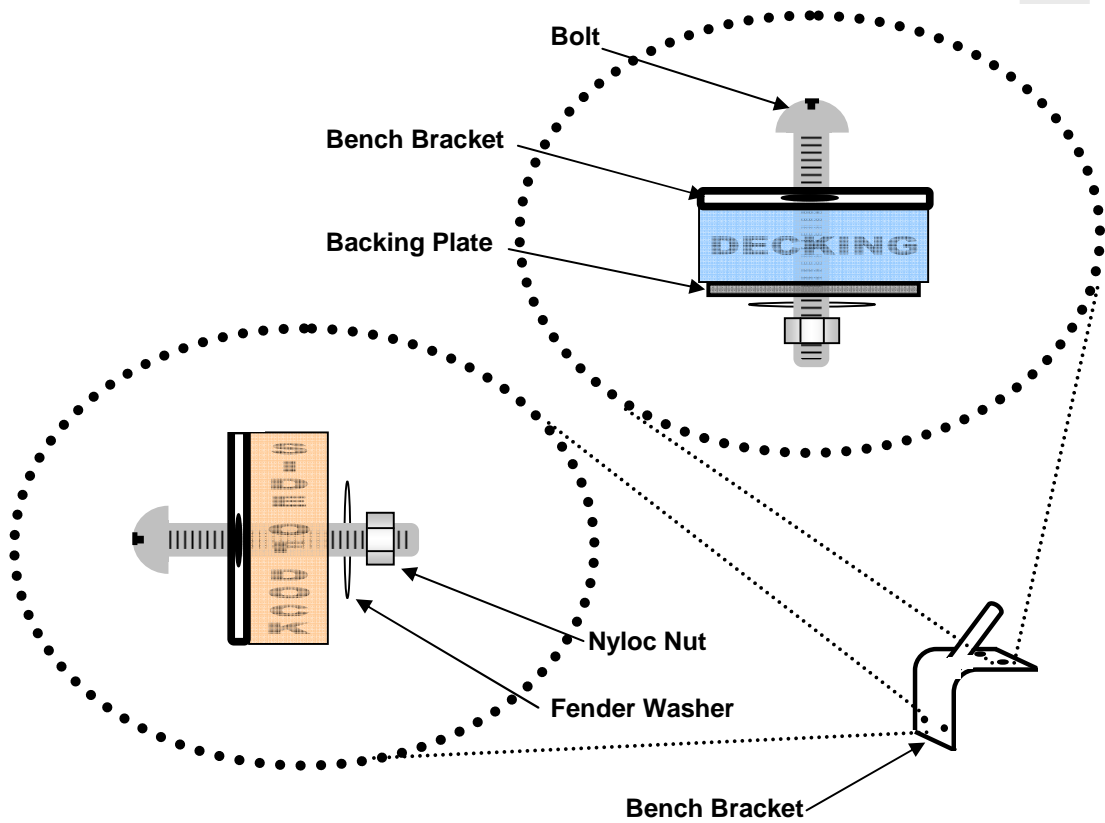 Bolt
Bench Bracket
DECKING
Backing Plate
SIDE OF DOCK
Nyloc Nut
Fender Washer
Bench Bracket